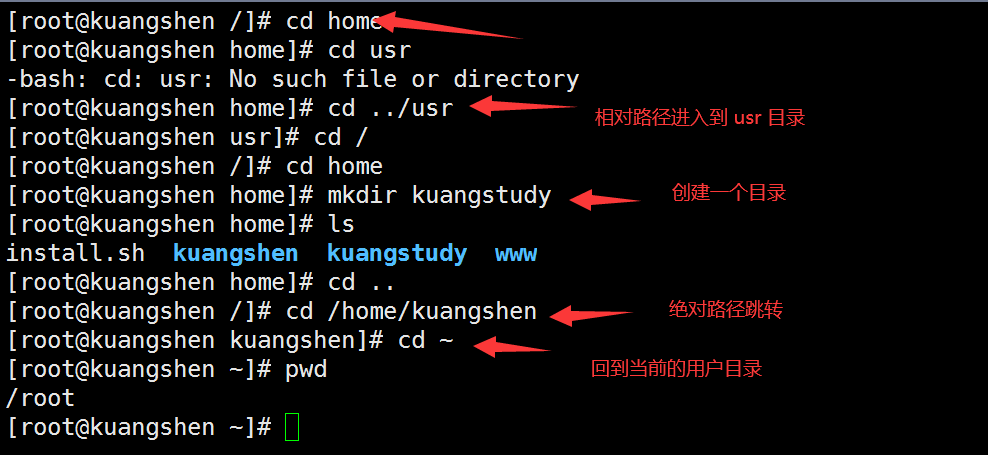 [root@kuangshen /]# cd home
[root@kuangshen home]# cd usr
-bash: cd: usr: No such file or directory
[root@kuangshen home]# cd ../usr
相对路径进入到 usr 目录
[root@kuangshen usr]# cd /
[root@kuangshen /]# cd home
[root@kuangshen home]# mkdir kuangstudy
创建一个目录
[root@kuangshen home]# ls
install.sh  kuangshen  kuangstudy  www
[root@kuangshen home]# cd ..
[root@kuangshen /]# cd /home/kuangshen
绝对路径跳转
[root@kuangshen kuangshen]# cd ~
回到当前的用户目录
[root@kuangshen ~]# pwd
/root
[root@kuangshen ~]#